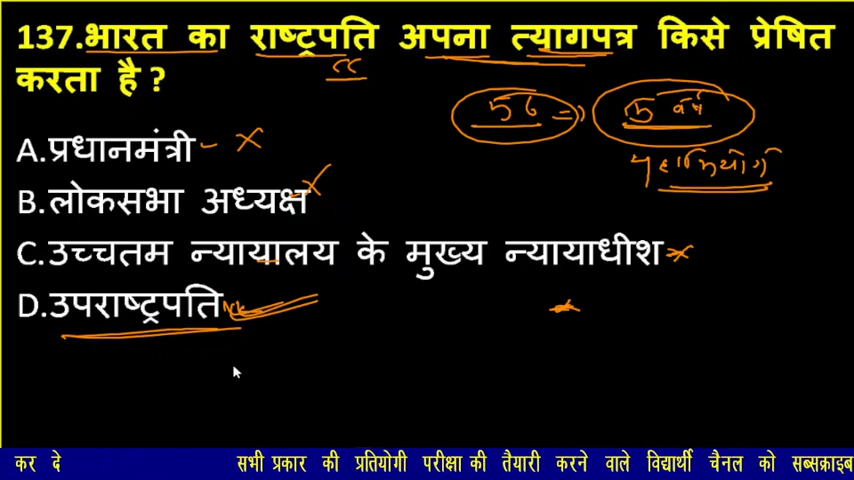 137.भारत का राष्ट्रपति अपना त्यागपत्र किसे प्रेषित
करता है?
56 => 5 वर्ष
महाभियोग
A.प्रधानमंत्री
B.लोकसभा अध्यक्ष
C.उच्चतम न्यायालय के मुख्य न्यायाधीश
D.उपराष्ट्रपति
कर दे सभी प्रकार की प्रतियोगी परीक्षा की तैयारी करने वाले विद्यार्थी चैनल को सब्सक्राइब